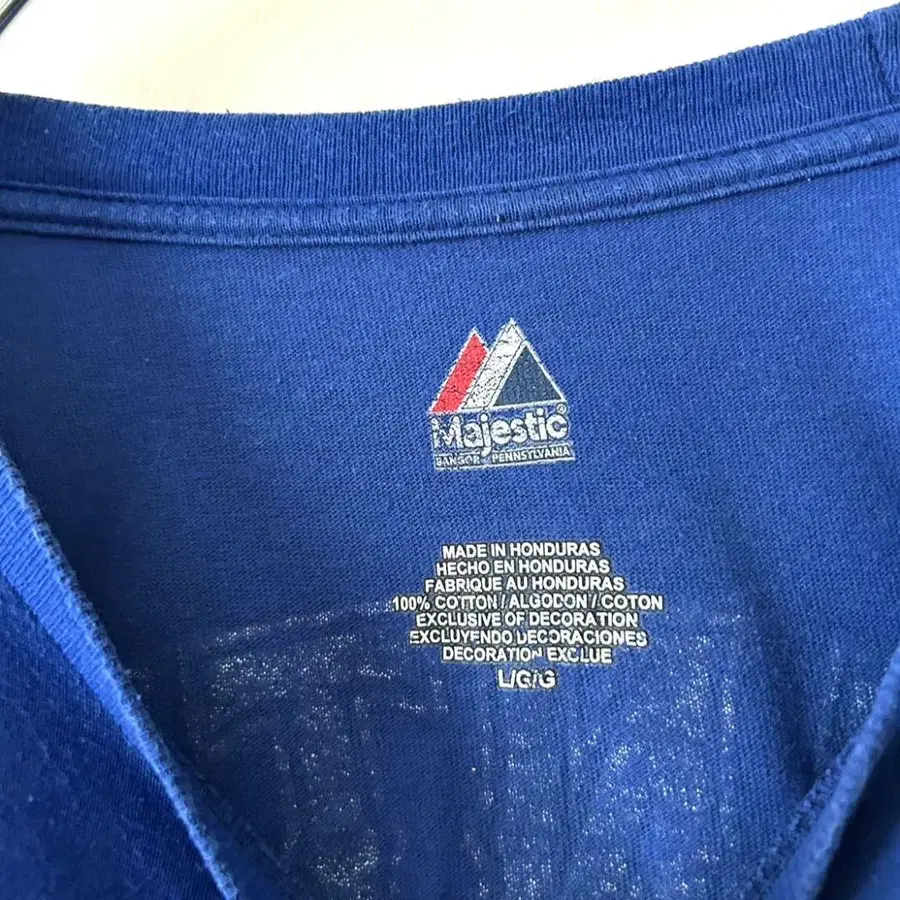 Majestic®
BANGOR, PENNSYLVANIA
MADE IN HONDURAS
HECHO EN HONDURAS
FABRIQUE AU HONDURAS
100% COTTON / ALGODON / COTON
EXCLUSIVE OF DECORATION
EXCLUYENDO DECORACIONES
DECORATION EXCLUE
L/G/G